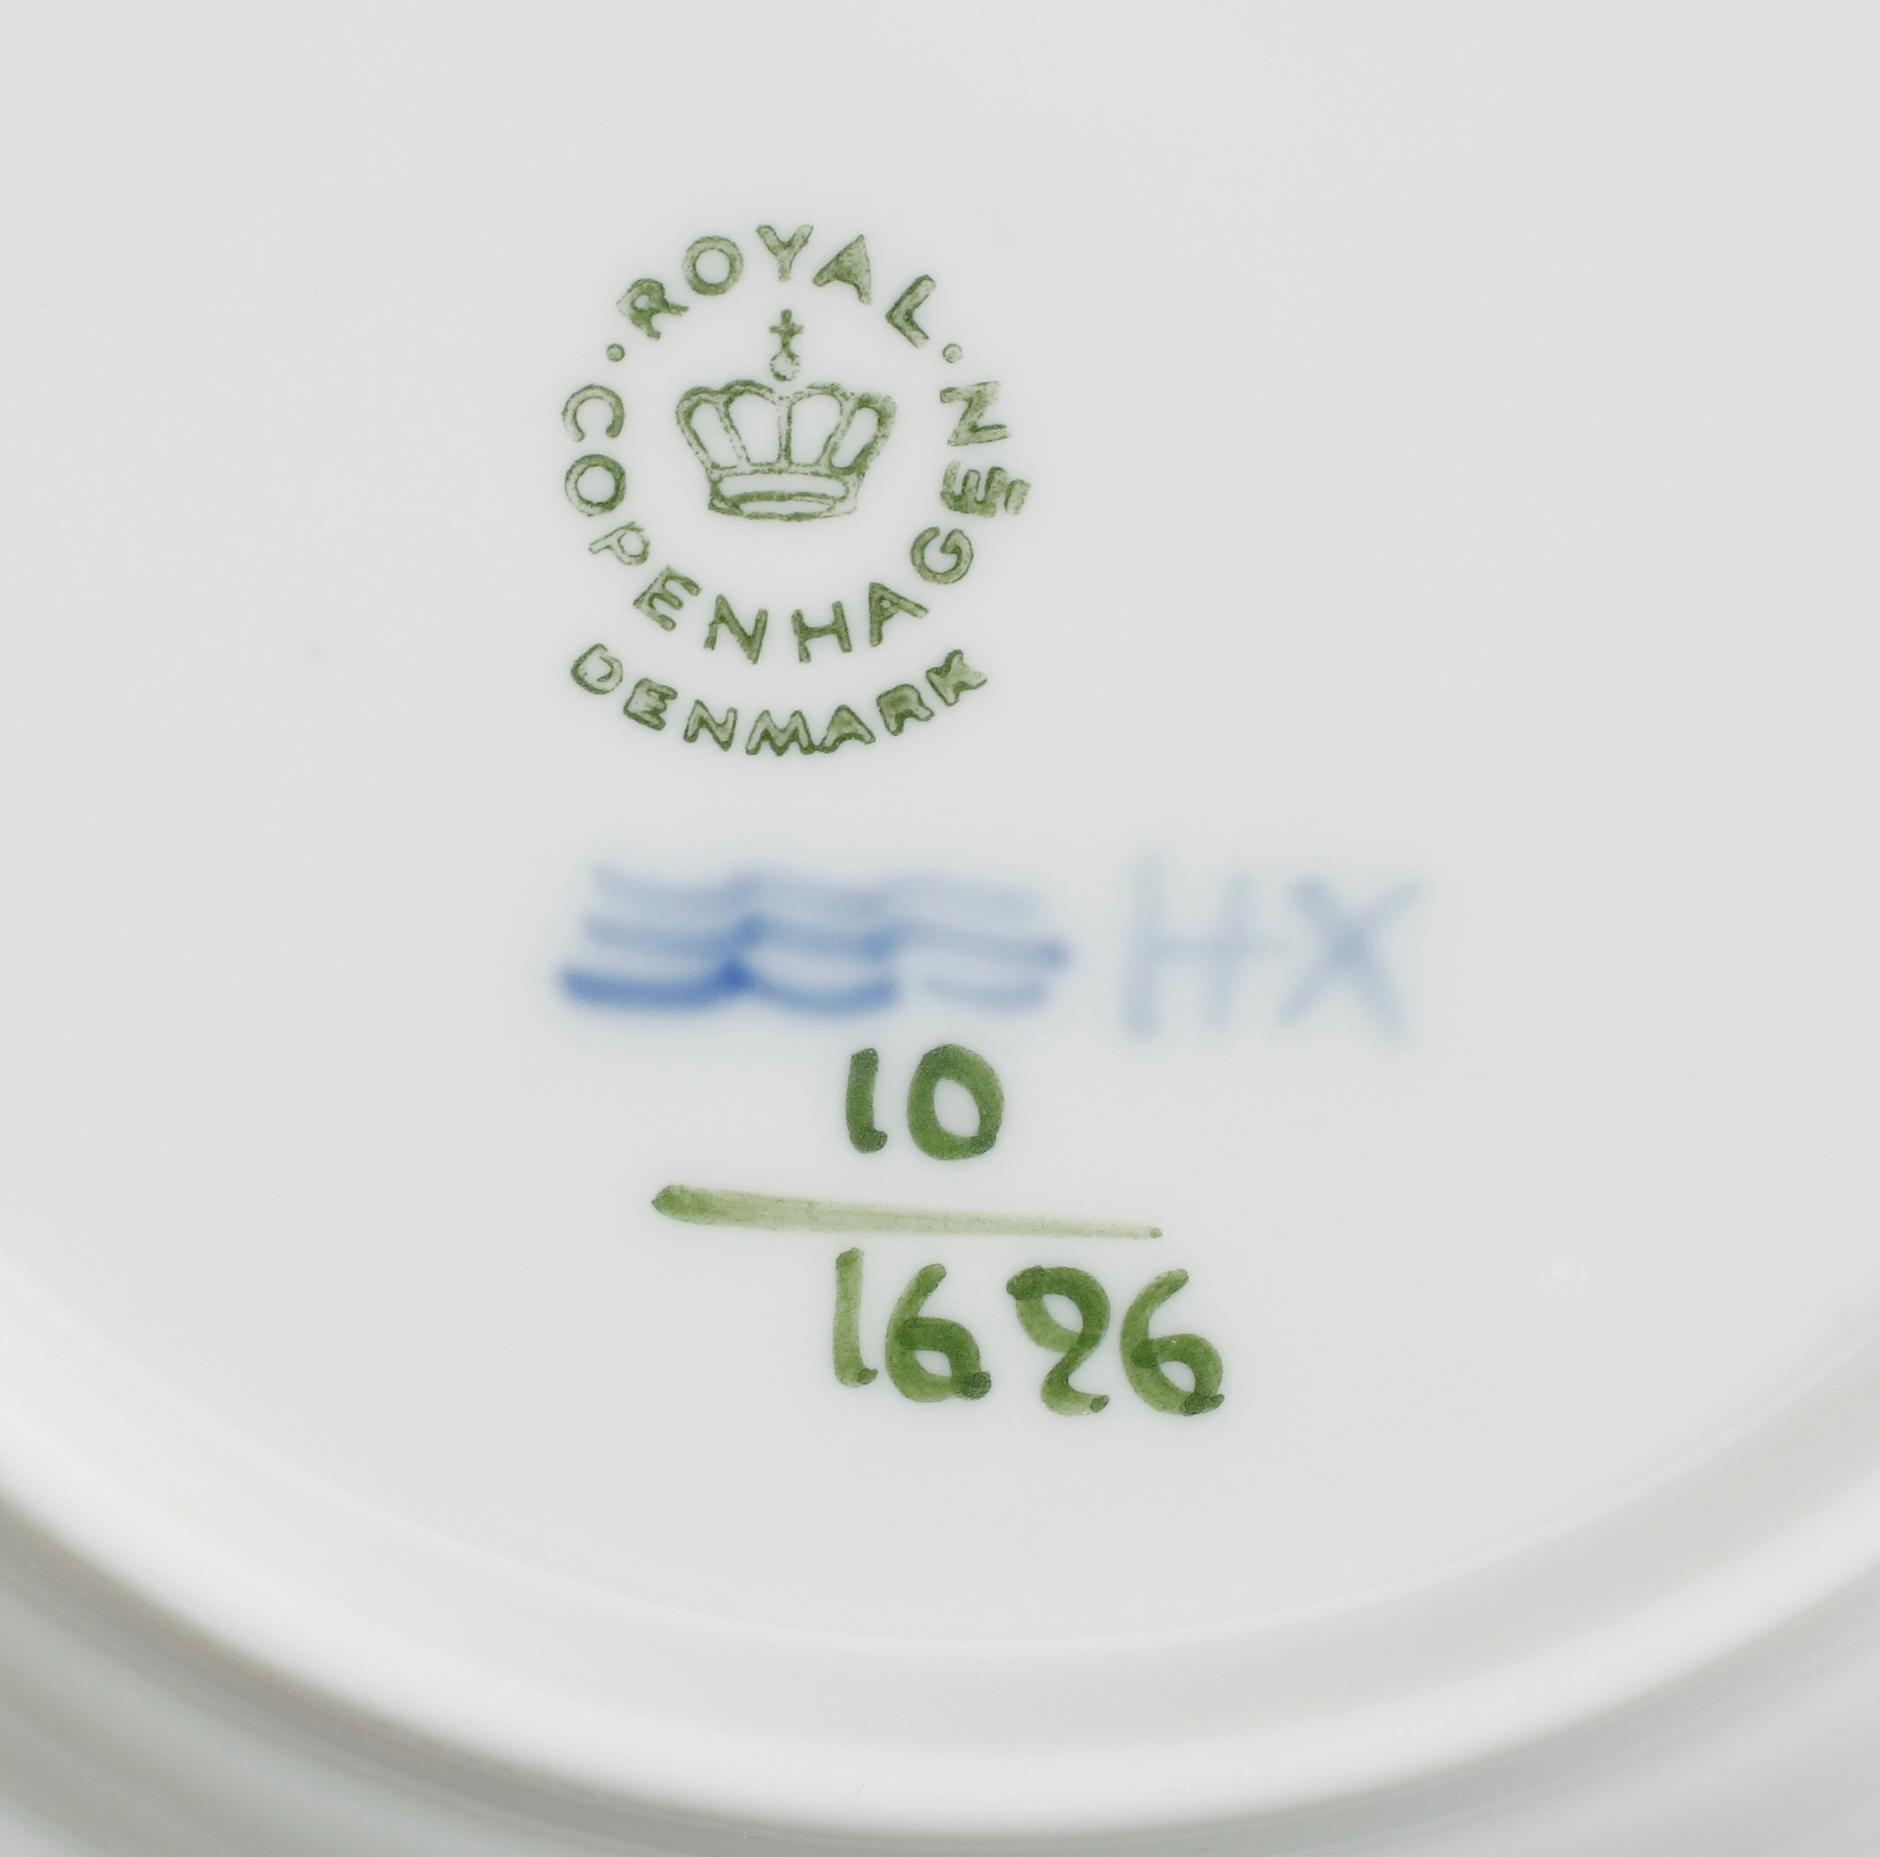 · ROYAL ·
COPENHAGEN
DENMARK
HX
10
1626